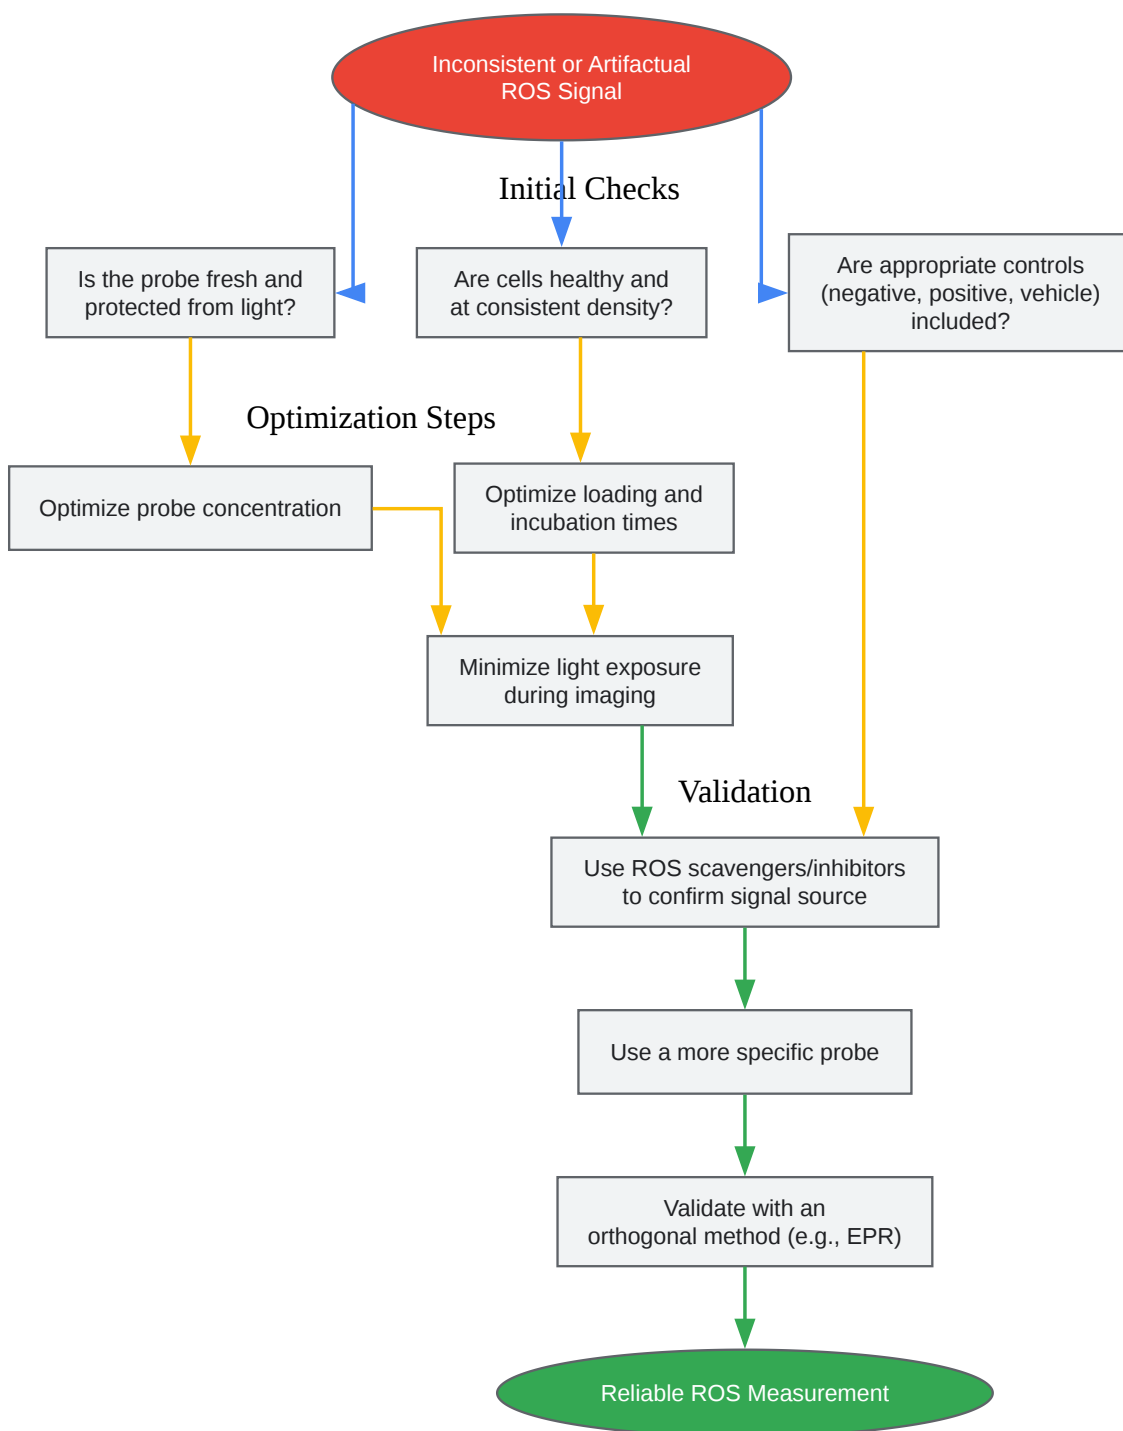 Inconsistent or Artifactual
ROS Signal
Initial Checks
Is the probe fresh and
protected from light?
Are cells healthy and
at consistent density?
Are appropriate controls
(negative, positive, vehicle)
included?
Optimization Steps
Optimize probe concentration
Optimize loading and
incubation times
Minimize light exposure
during imaging
Validation
Use ROS scavengers/inhibitors
to confirm signal source
Use a more specific probe
Validate with an
orthogonal method (e.g., EPR)
Reliable ROS Measurement